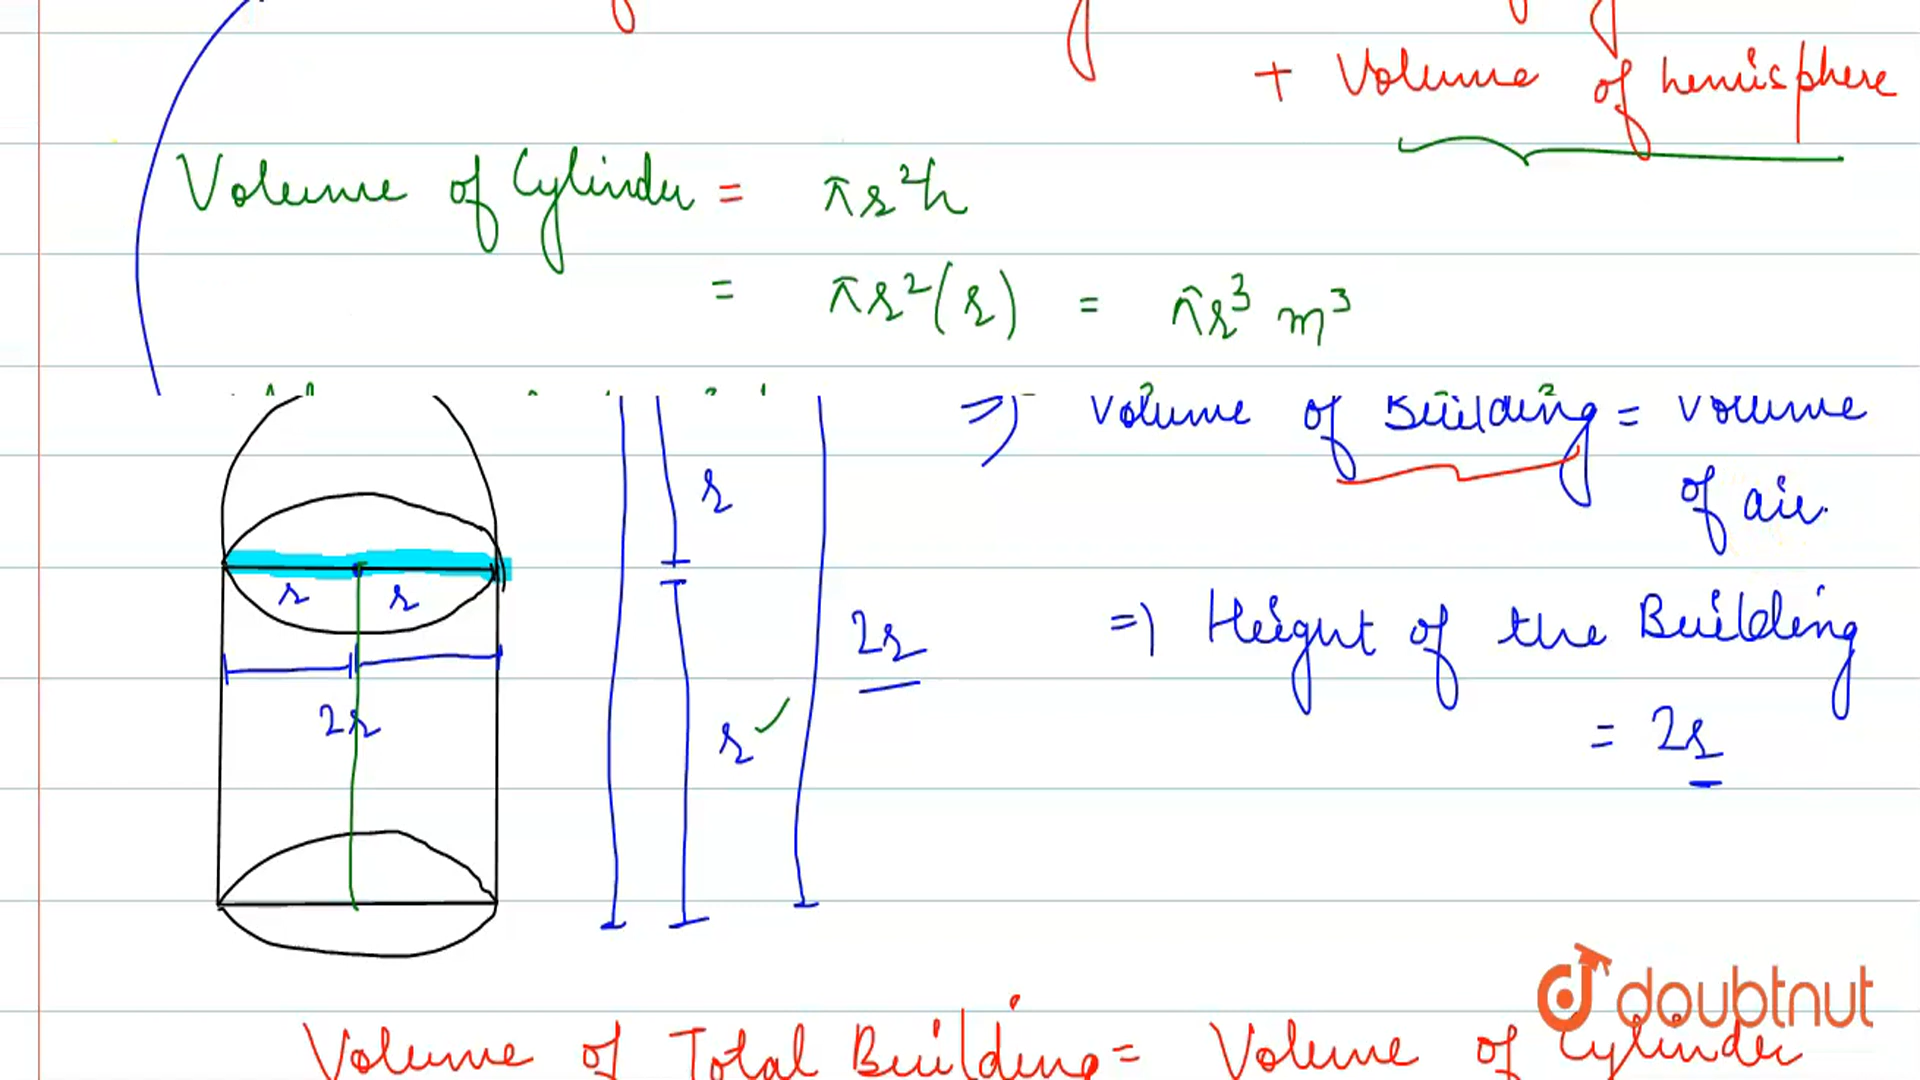 + Volume of hemisphere
Volume of Cylinder = πr²h
= πr²(r) = πr³ m³
⇒ Volume of Building = Volume
of air.
r
r r
⇒ Height of the Building
2r
= 2r
2r
r
doubtnut
Volume of Total Building = Volume of Cylinder